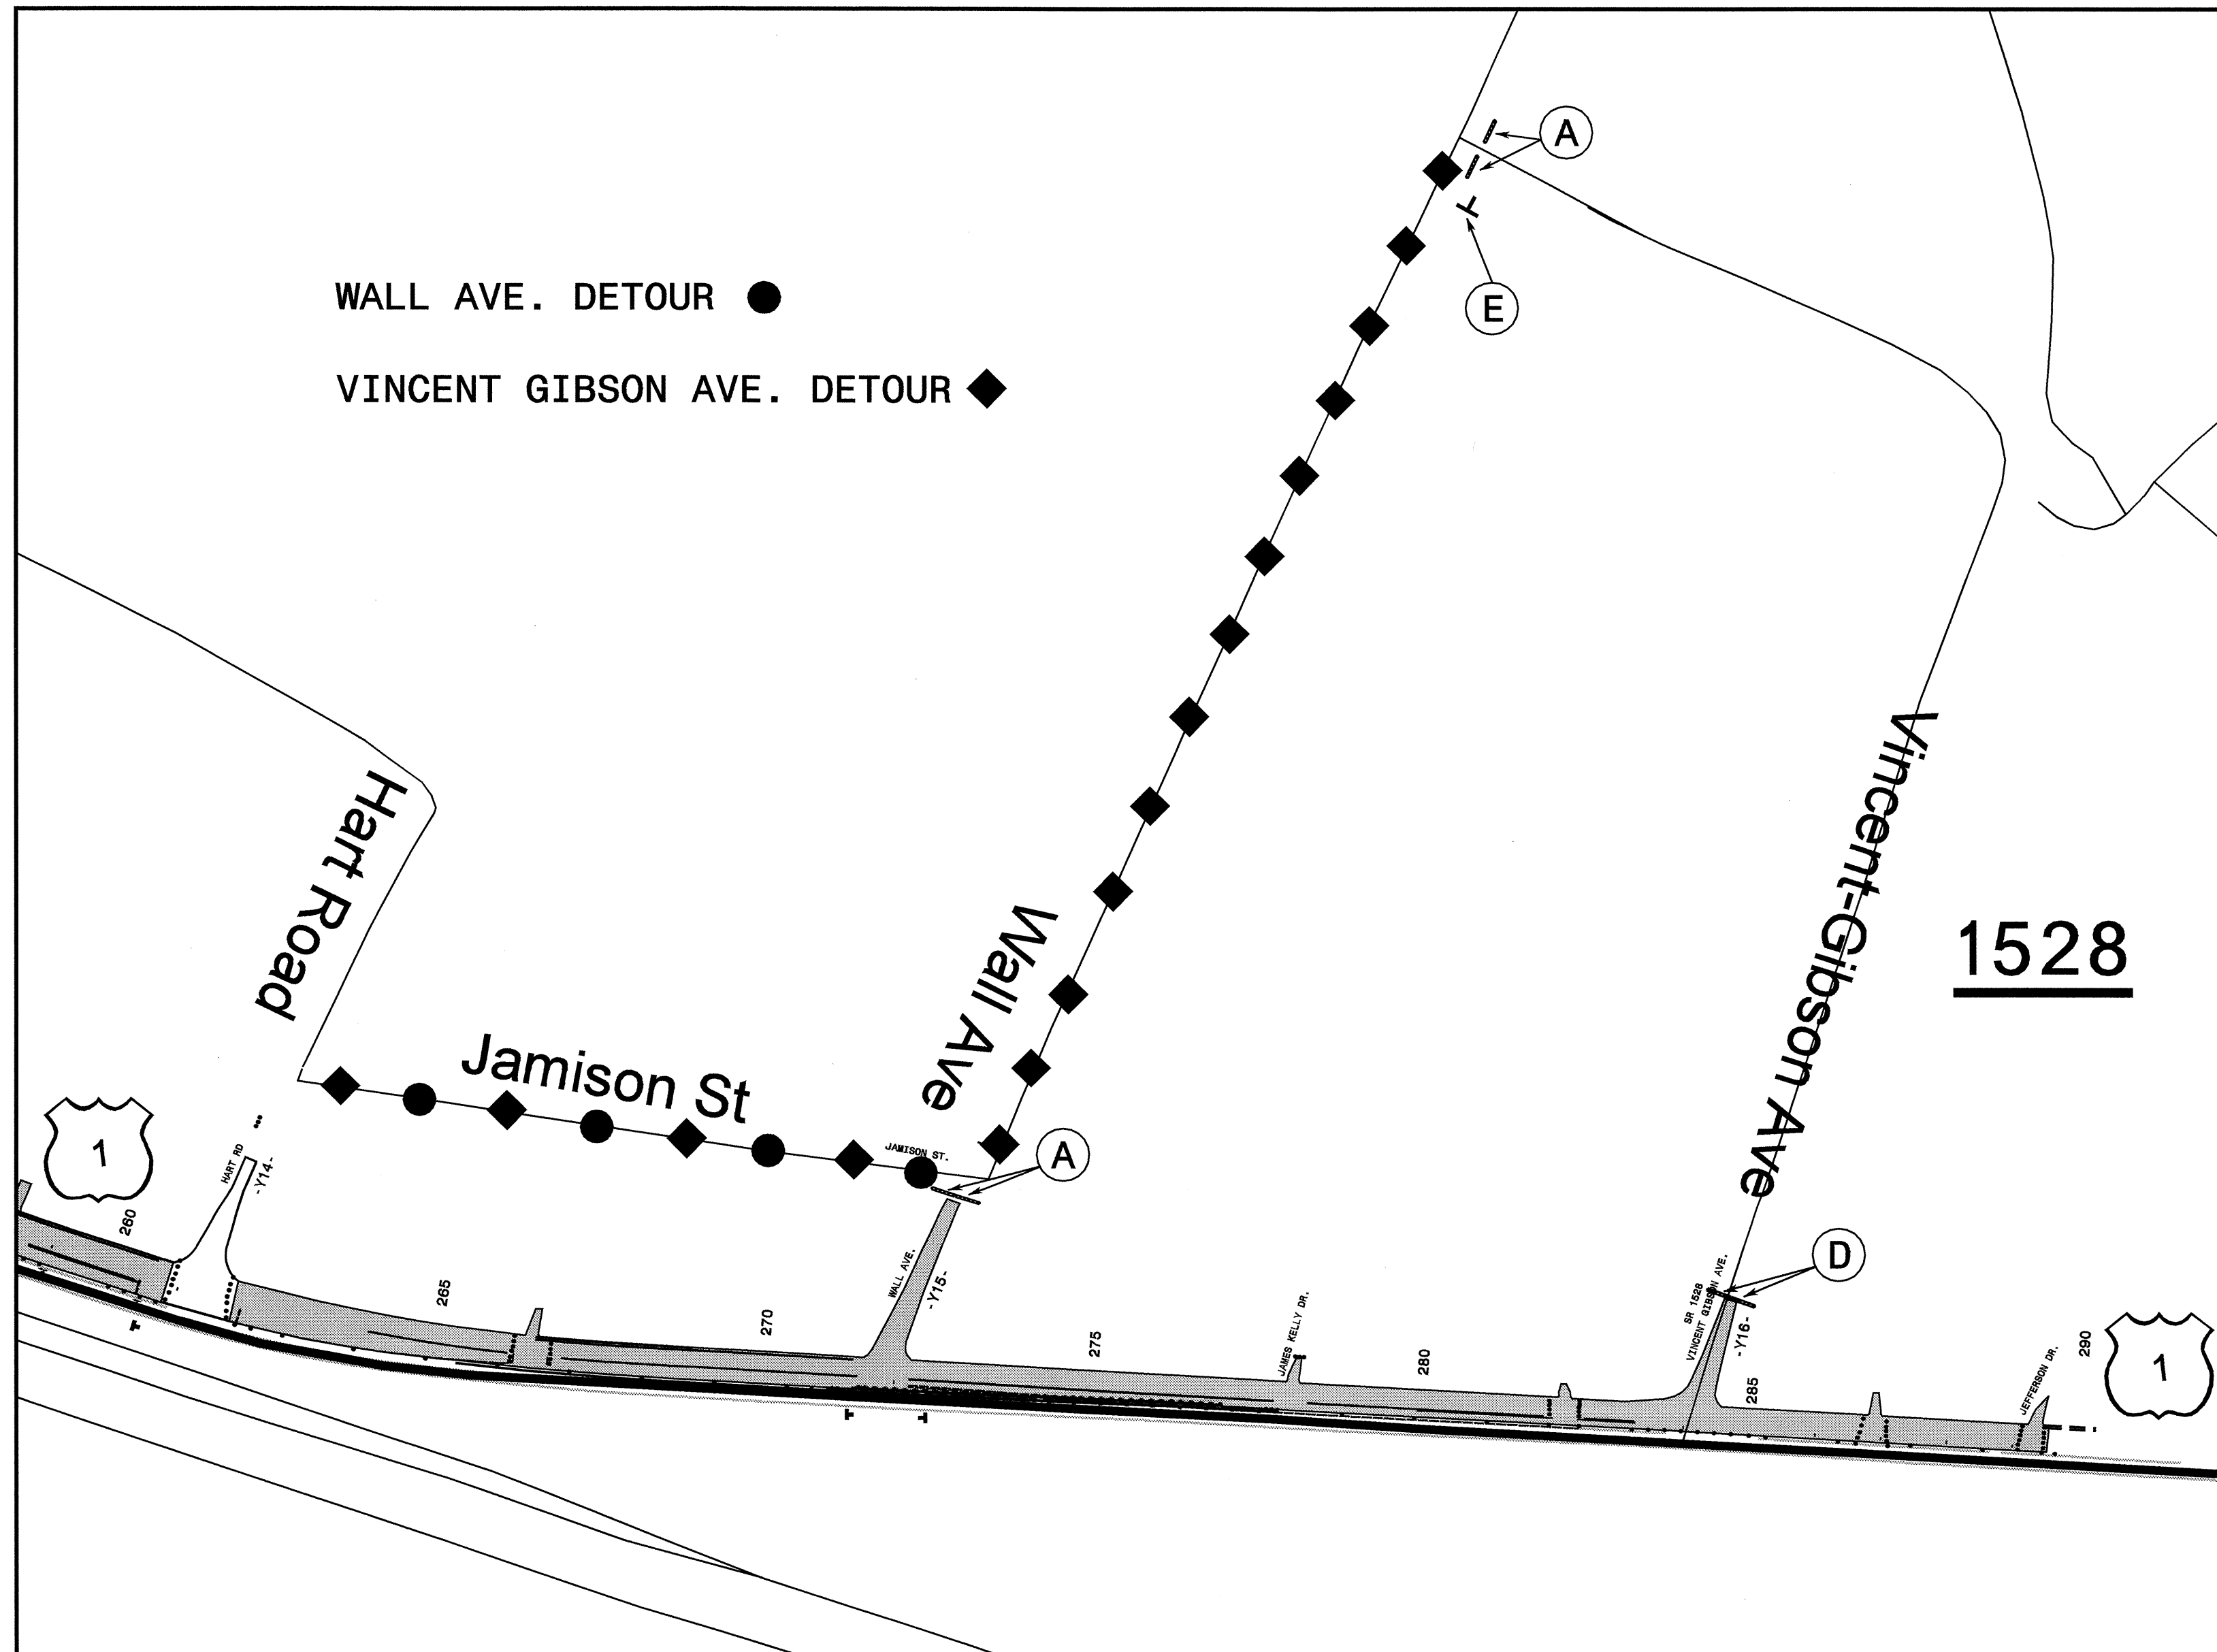 A
E
WALL AVE. DETOUR
VINCENT GIBSON AVE. DETOUR
Hart Road
Wall Ave
Vincent-Gibson Ave
1528
Jamison St
JAMISON ST.
A
1
HART RD
-Y14-
260
265
270
WALL AVE.
-Y15-
275
JAMES KELLY DR.
280
SR 1528
VINCENT GIBSON AVE.
-Y16-
D
285
JEFFERSON DR.
290
1